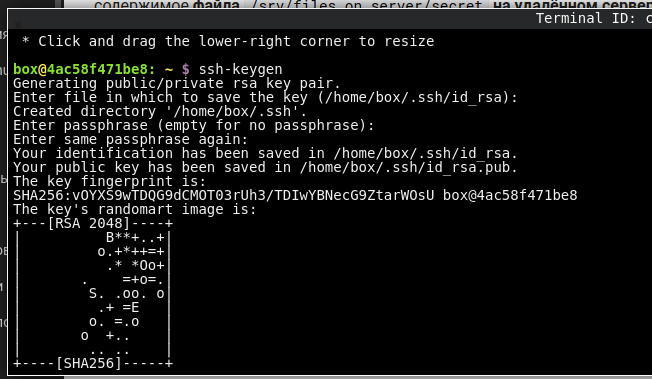 содержимое файла /srv/files on server/secret на удалённом сервер
Terminal ID: c
* Click and drag the lower-right corner to resize
box@4ac58f471be8: ~ $ ssh-keygen
Generating public/private rsa key pair.
Enter file in which to save the key (/home/box/.ssh/id_rsa):
Created directory '/home/box/.ssh'.
Enter passphrase (empty for no passphrase):
Enter same passphrase again:
Your identification has been saved in /home/box/.ssh/id_rsa.
Your public key has been saved in /home/box/.ssh/id_rsa.pub.
The key fingerprint is:
SHA256:vOYXS9wTDQG9dCMOT03rUh3/TDIwYBNecG9ZtarWOsU box@4ac58f471be8
The key's randomart image is:
+---[RSA 2048]----+
|          B**+..+|
|         o.+*++=+|
|          .* *Oo+|
|       .    =+o=.|
|        S. .oo. o|
|         .+ =E   |
|        o. =.o   |
|       o  +..    |
|        .. ..    |
+----[SHA256]-----+